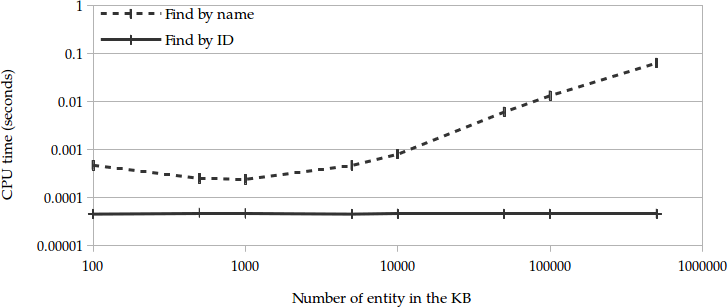 1
Find by name
Find by ID
0.1
0.01
0.001
0.0001
0.00001
CPU time (seconds)
100 1000 10000 100000 1000000
Number of entity in the KB